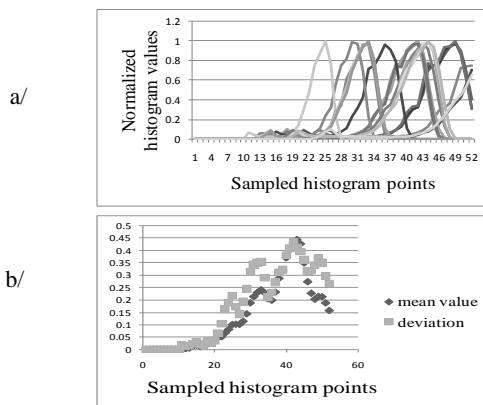 a/
Normalized
histogram values
1.2
1
0.8
0.6
0.4
0.2
0
1 4 7 10 13 16 19 22 25 28 31 34 37 40 43 46 49 52
Sampled histogram points
b/
0.5
0.45
0.4
0.35
0.3
0.25
0.2
0.15
0.1
0.05
0
0 20 40 60
mean value
deviation
Sampled histogram points